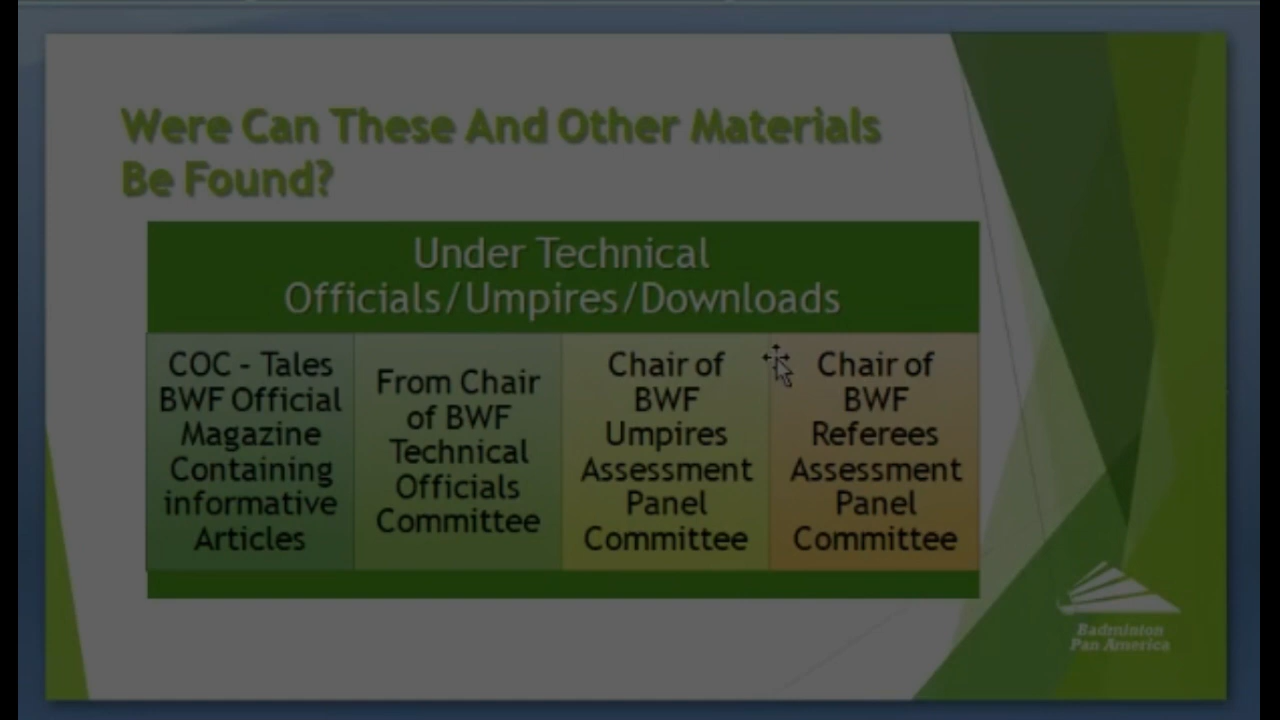 Were Can These And Other Materials
Be Found?
Under Technical
Officials/Umpires/Downloads
COC - Tales
BWF Official
Magazine
Containing
informative
Articles
From Chair
of BWF
Technical
Officials
Committee
Chair of
BWF
Umpires
Assessment
Panel
Committee
Chair of
BWF
Referees
Assessment
Panel
Committee
Badminton
Pan America